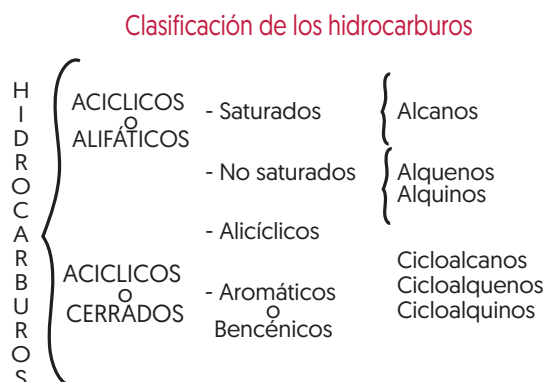 Clasificación de los hidrocarburos
HIDROCARBUROS
ACICLICOS
o
ALIFÁTICOS
- Saturados
Alcanos
- No saturados
Alquenos
Alquinos
ACICLICOS
o
CERRADOS
- Alicíclicos
- Aromáticos
o
Bencénicos
Cicloalcanos
Cicloalquenos
Cicloalquinos